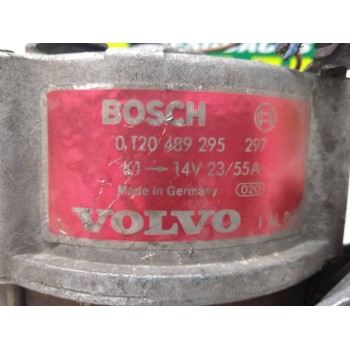 BOSCH
0 120 489 295 297
K1 → 14V 23/55A
Made in Germany 020
VOLVO